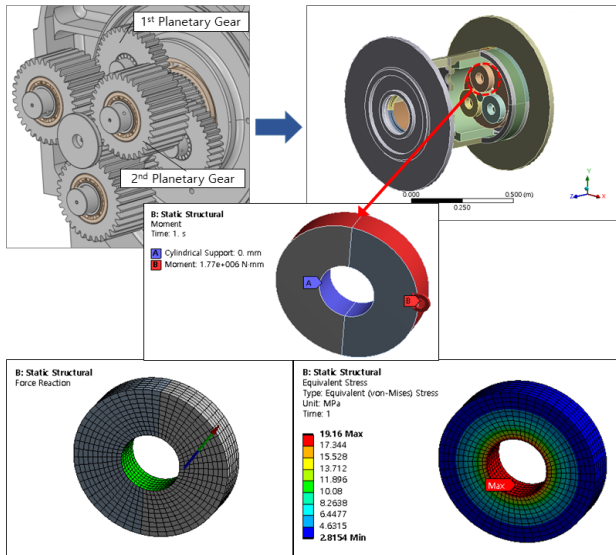 1st Planetary Gear
2nd Planetary Gear
0.000
0.500 (m)
0.250
Y
Z
X
B: Static Structural
Moment
Time: 1. s
A Cylindrical Support: 0. mm
B Moment: 1.77e+006 N·mm
A
B
B: Static Structural
Force Reaction
B: Static Structural
Equivalent Stress
Type: Equivalent (von-Mises) Stress
Unit: MPa
Time: 1
19.16 Max
17.344
15.528
13.712
11.896
10.08
8.2638
6.4477
4.6315
2.8154 Min
Max